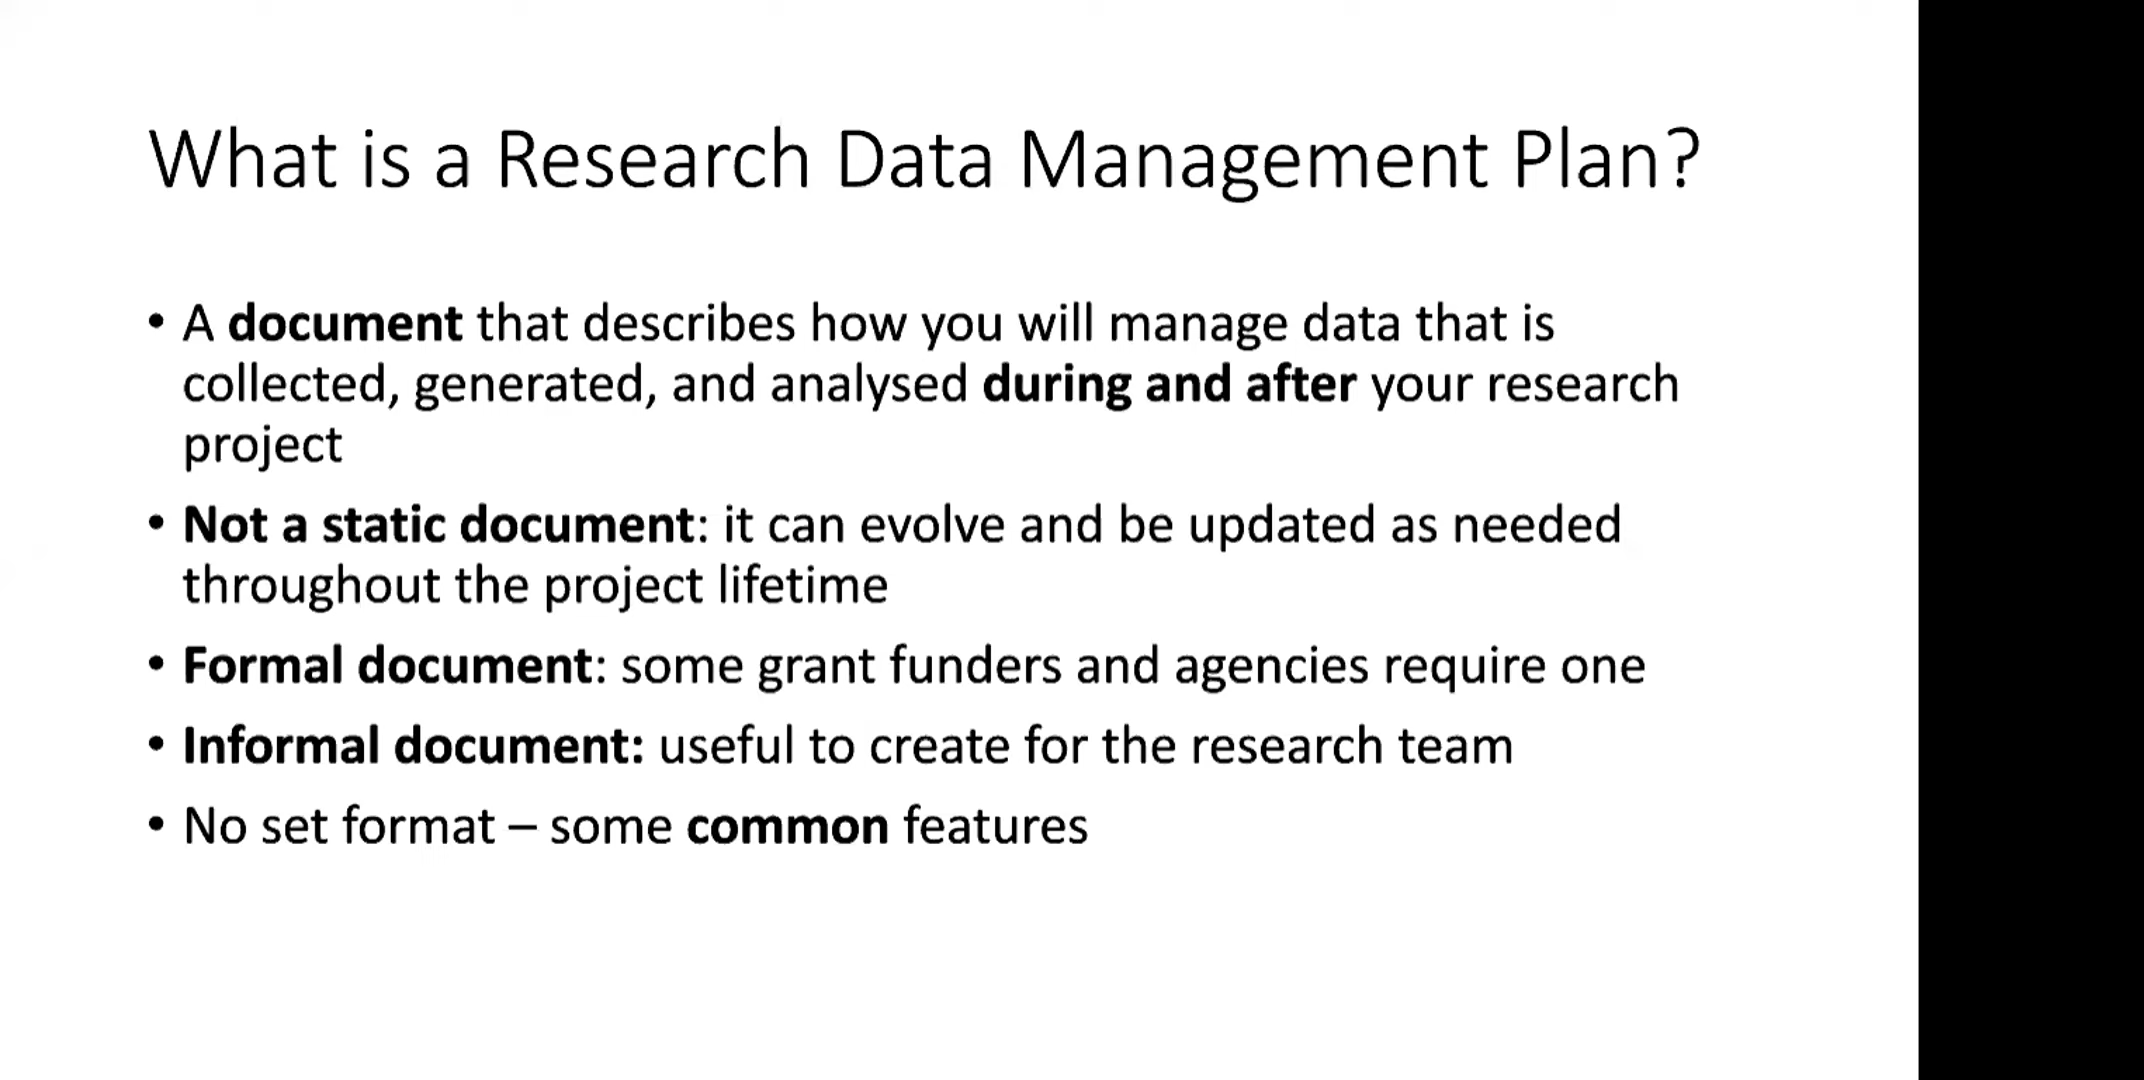 What is a Research Data Management Plan?
• A document that describes how you will manage data that is
collected, generated, and analysed during and after your research
project
• Not a static document: it can evolve and be updated as needed
throughout the project lifetime
• Formal document: some grant funders and agencies require one
• Informal document: useful to create for the research team
• No set format – some common features